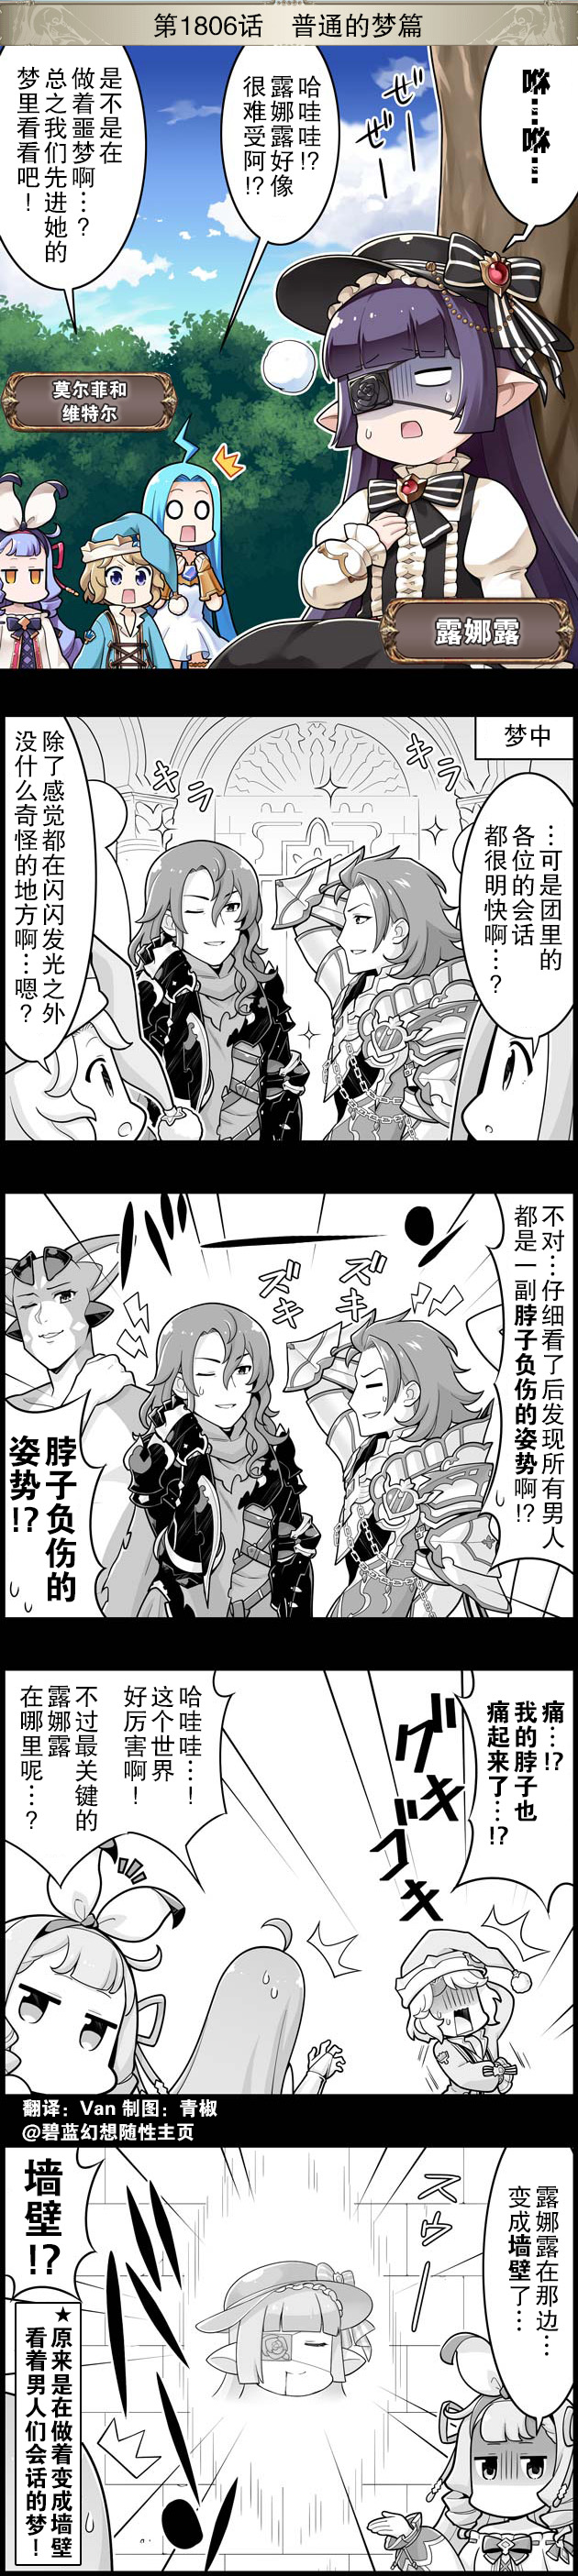 第1806话　普通的梦篇
梦…梦…
ぜ
ぜ
ー
ー
哈哇哇!?
露娜露好像
很难受阿!?
是不是在
做着噩梦啊…?
总之我们先进她的
梦里看看吧！
莫尔菲和
维特尔
露娜露
梦中
…可是团里的
各位的会话
都很明快啊…?
キラ
キラ
除了感觉都在闪闪发光之外
没什么奇怪的地方啊…嗯?
不对…仔细看了后发现所有男人
都是一副脖子负伤的姿势啊!?
ズキ
ズキ
脖子负伤的
姿势!?
痛…!?
我的脖子也
痛起来了…!?
グキ
ゴキ
哈哇哇…！
这个世界
好厉害啊！
不过最关键的
露娜露
在哪里呢…?
翻译：Van 制图：青椒
@碧蓝幻想随性主页
露娜露在那边…
变成墙壁了…
スゥ
ー
墙壁!?
★原来是在做着变成墙壁
看着男人们会话的梦！